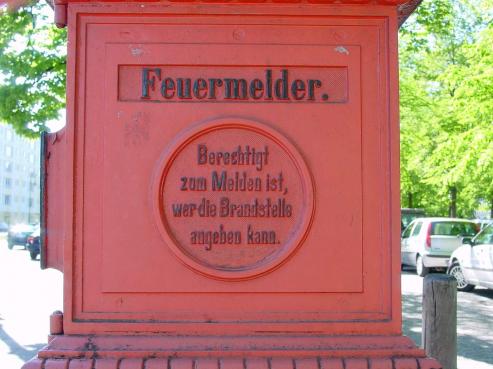 Feuermelder.
Berechtigt
zum Melden ist,
wer die Brandstelle
angeben kann.